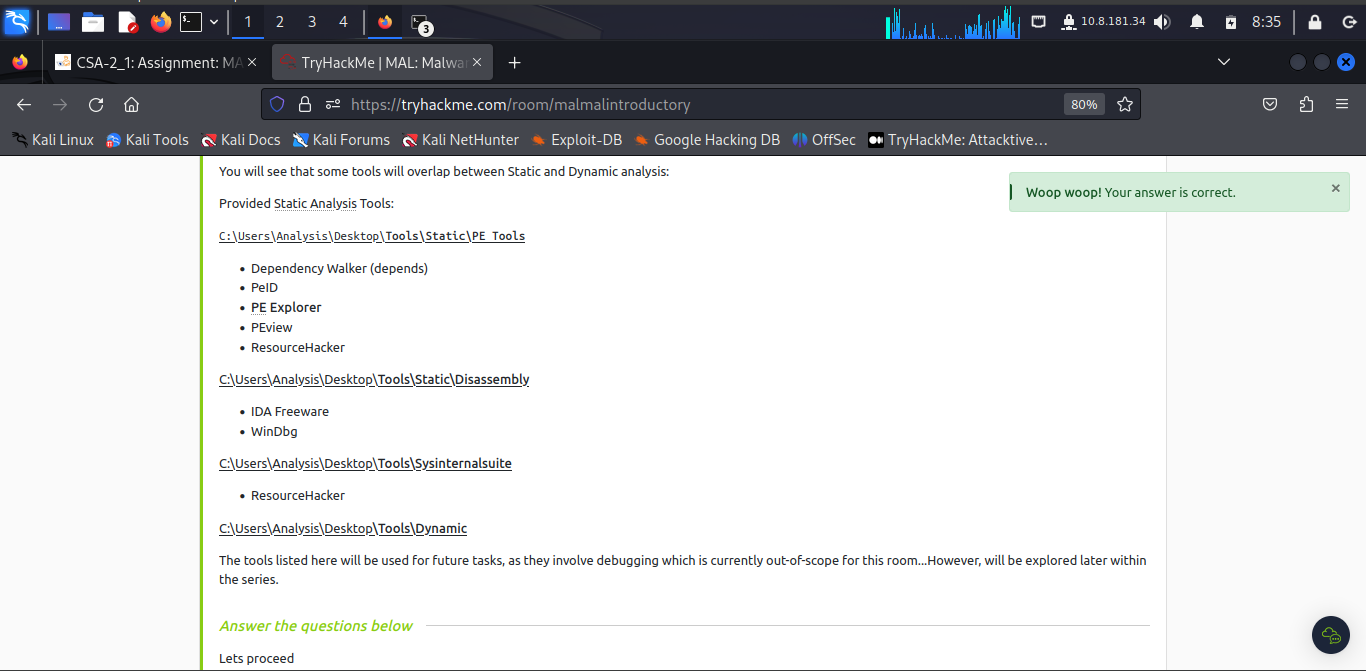 1 2 3 4 3 10.8.181.34 8:35
CSA-2_1: Assignment: MA TryHackMe | MAL: Malwar
https://tryhackme.com/room/malmalintroductory 80%
Kali Linux Kali Tools Kali Docs Kali Forums Kali NetHunter Exploit-DB Google Hacking DB OffSec TryHackMe: Attacktive…
You will see that some tools will overlap between Static and Dynamic analysis:
Woop woop! Your answer is correct. ×
Provided Static Analysis Tools:
C:\Users\Analysis\Desktop\Tools\Static\PE Tools
• Dependency Walker (depends)
• PeID
• PE Explorer
• PEview
• ResourceHacker
C:\Users\Analysis\Desktop\Tools\Static\Disassembly
• IDA Freeware
• WinDbg
C:\Users\Analysis\Desktop\Tools\Sysinternalsuite
• ResourceHacker
C:\Users\Analysis\Desktop\Tools\Dynamic
The tools listed here will be used for future tasks, as they involve debugging which is currently out-of-scope for this room...However, will be explored later within
the series.
Answer the questions below
Lets proceed